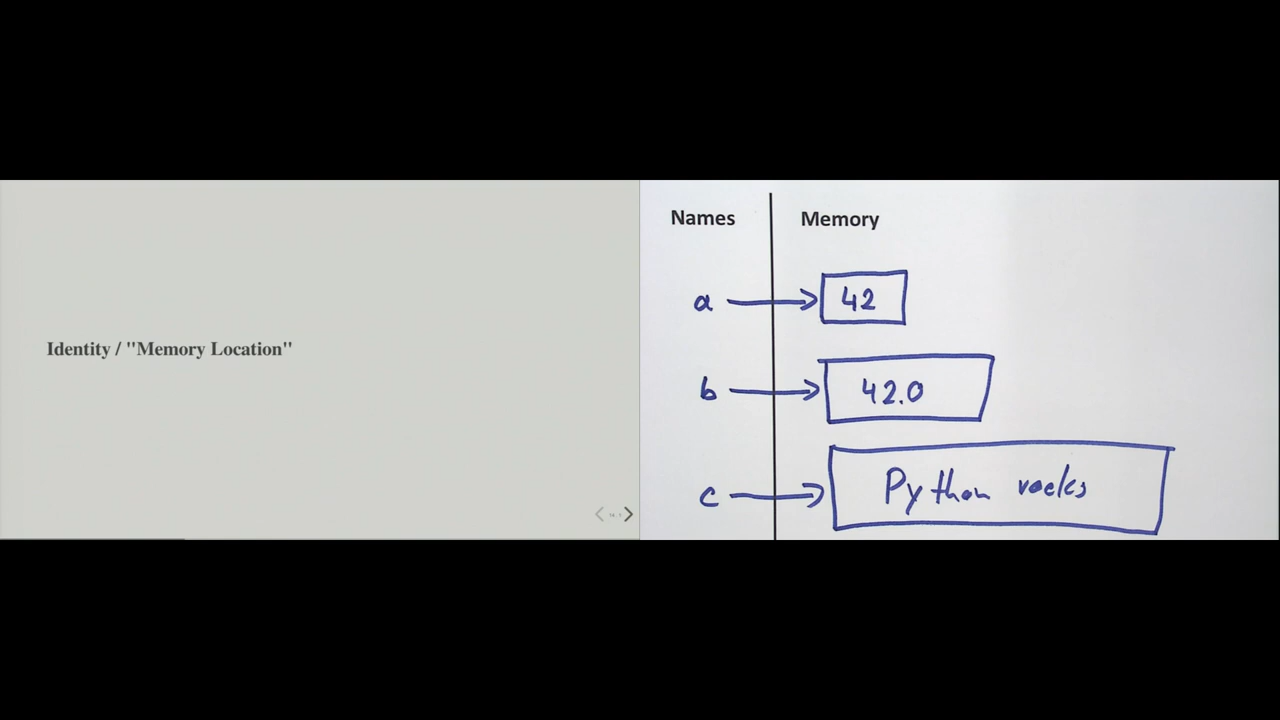 Identity / "Memory Location"
Names Memory
a 42
b 42.0
c Python rocks